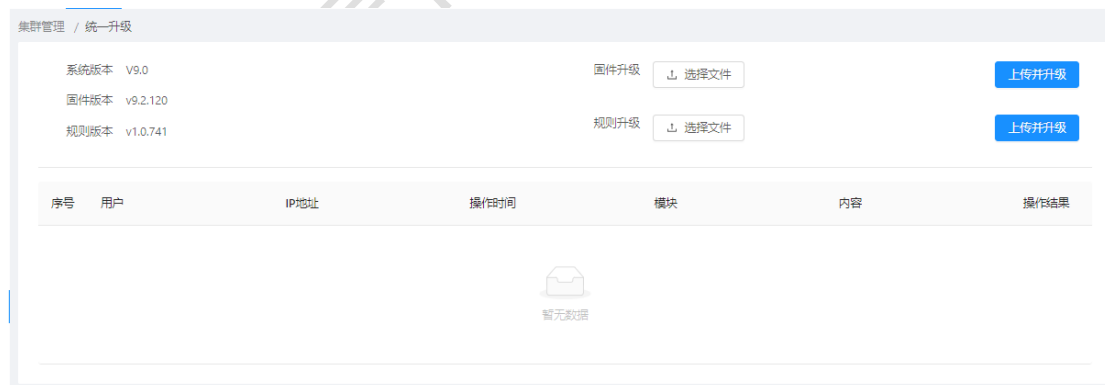 集群管理 / 统一升级
系统版本 V9.0
固件升级 选择文件 上传并升级
固件版本 v9.2.120
规则版本 v1.0.741
规则升级 选择文件 上传并升级
序号 用户 IP地址 操作时间 模块 内容 操作结果
暂无数据